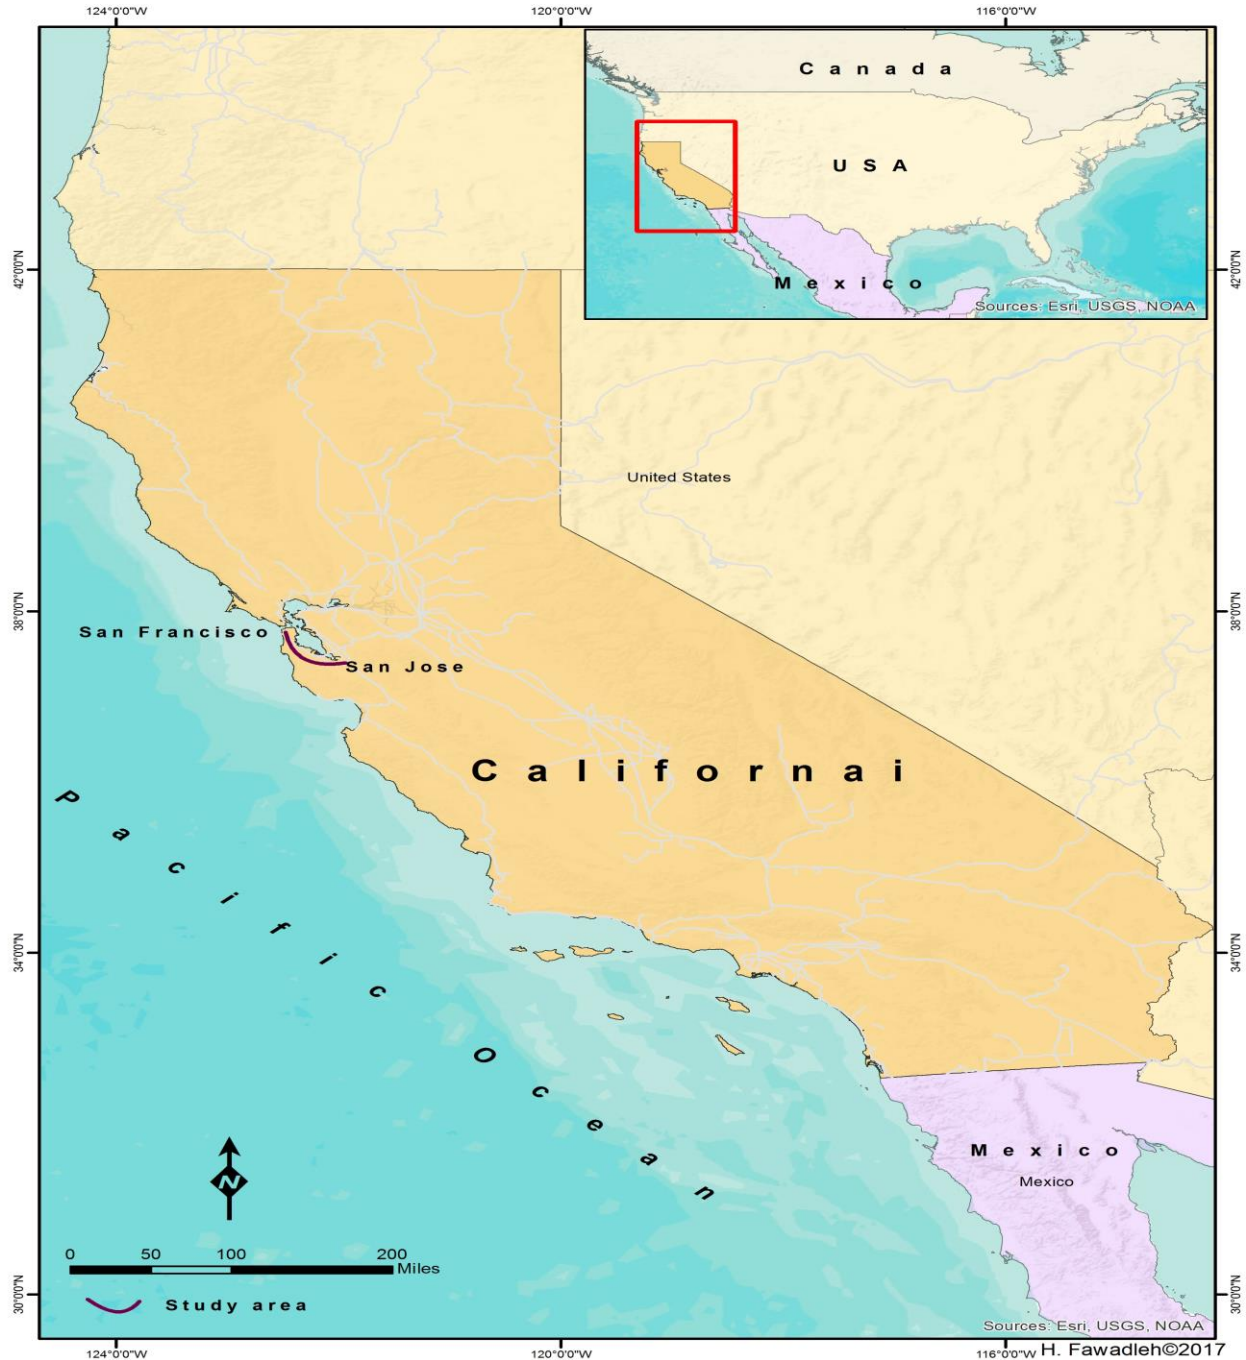 124°0'0"W
120°0'0"W
116°0'0"W
Canada
USA
Mexico
Sources: Esri, USGS, NOAA
42°0'0"N
42°0'0"N
United States
38°0'0"N
38°0'0"N
San Francisco
San Jose
Californai
Pacific Ocean
34°0'0"N
34°0'0"N
Mexico
Mexico
N
0 50 100 200
Miles
Study area
30°0'0"N
30°0'0"N
Sources: Esri, USGS, NOAA
124°0'0"W
120°0'0"W
116°0'0"W
H. Fawadleh©2017